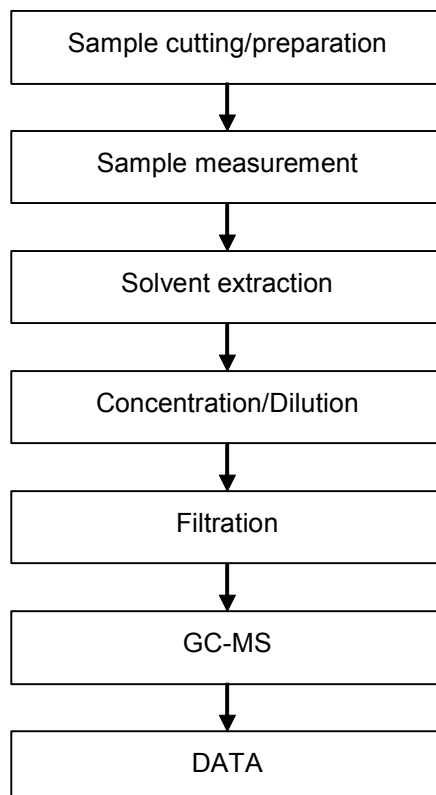 Sample cutting/preparation
Sample measurement
Solvent extraction
Concentration/Dilution
Filtration
GC-MS
DATA